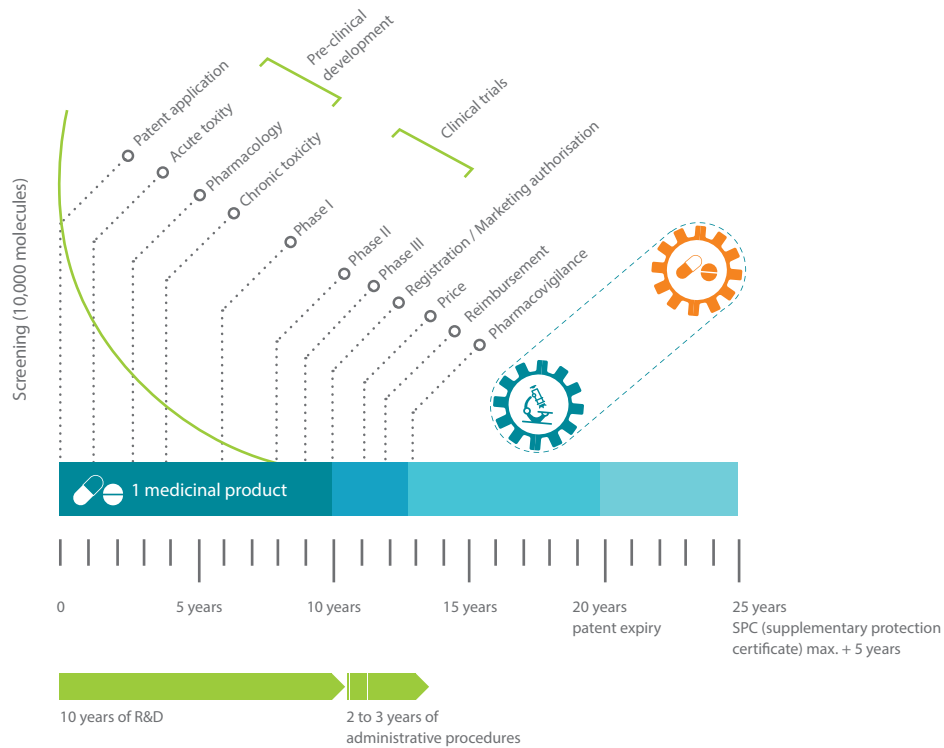 Pre-clinical
development
Clinical trials
Patent application
Acute toxity
Pharmacology
Chronic toxicity
Phase I
Phase II
Phase III
Registration / Marketing authorisation
Price
Reimbursement
Pharmacovigilance
Screening (10,000 molecules)
1 medicinal product
0
5 years
10 years
15 years
20 years
patent expiry
25 years
SPC (supplementary protection
certificate) max. + 5 years
10 years of R&D
2 to 3 years of
administrative procedures